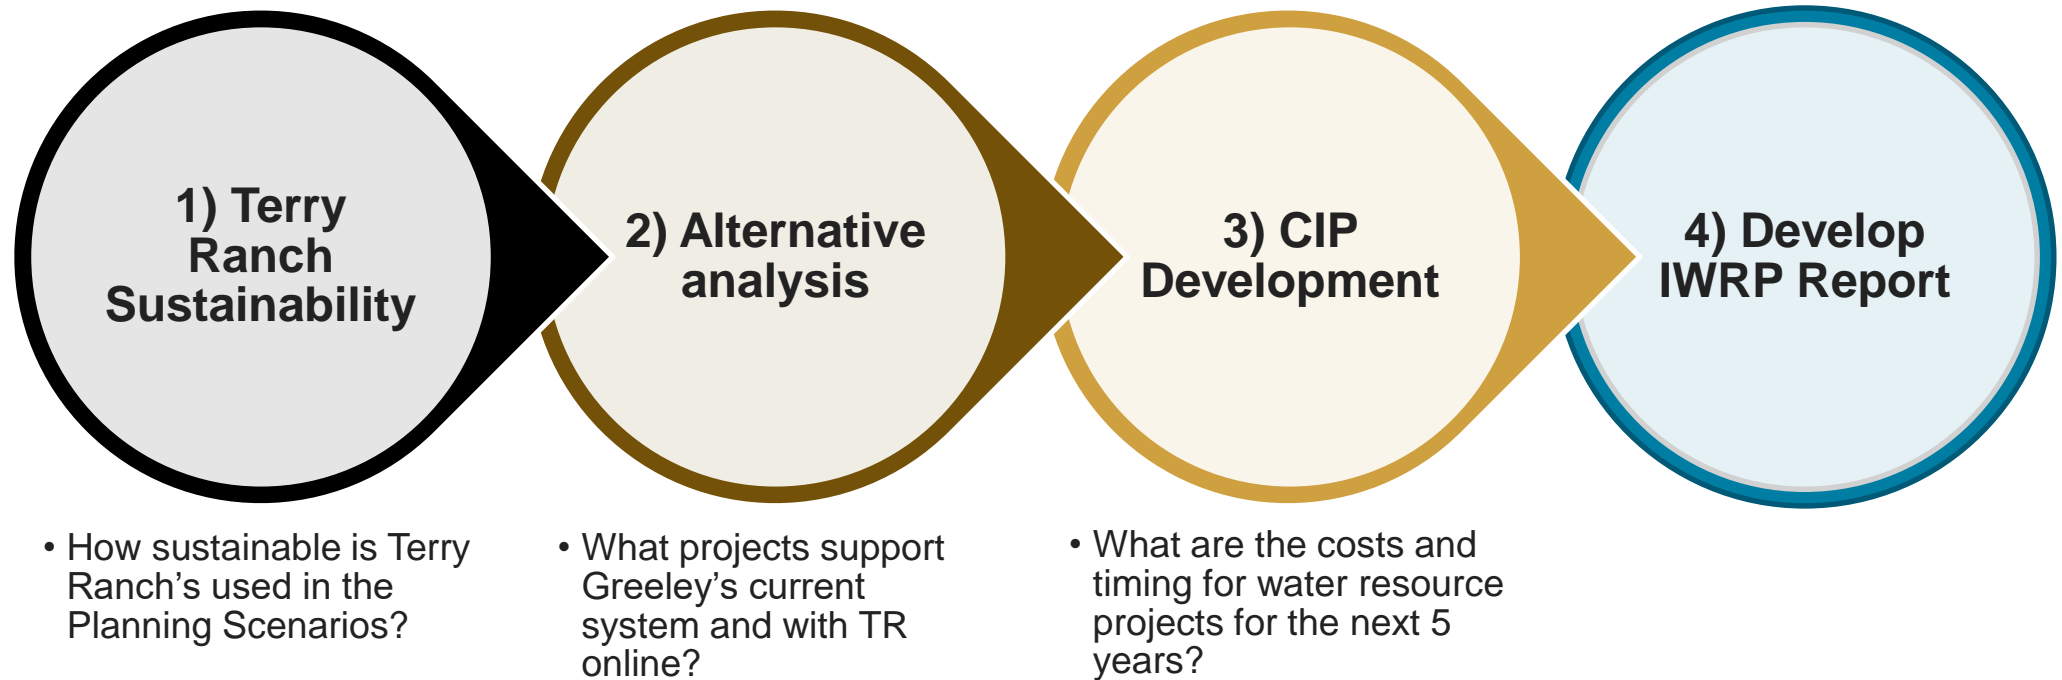 1) Terry
Ranch
Sustainability
• How sustainable is Terry
Ranch’s used in the
Planning Scenarios?
2) Alternative
analysis
• What projects support
Greeley’s current
system and with TR
online?
3) CIP
Development
• What are the costs and
timing for water resource
projects for the next 5
years?
4) Develop
IWRP Report